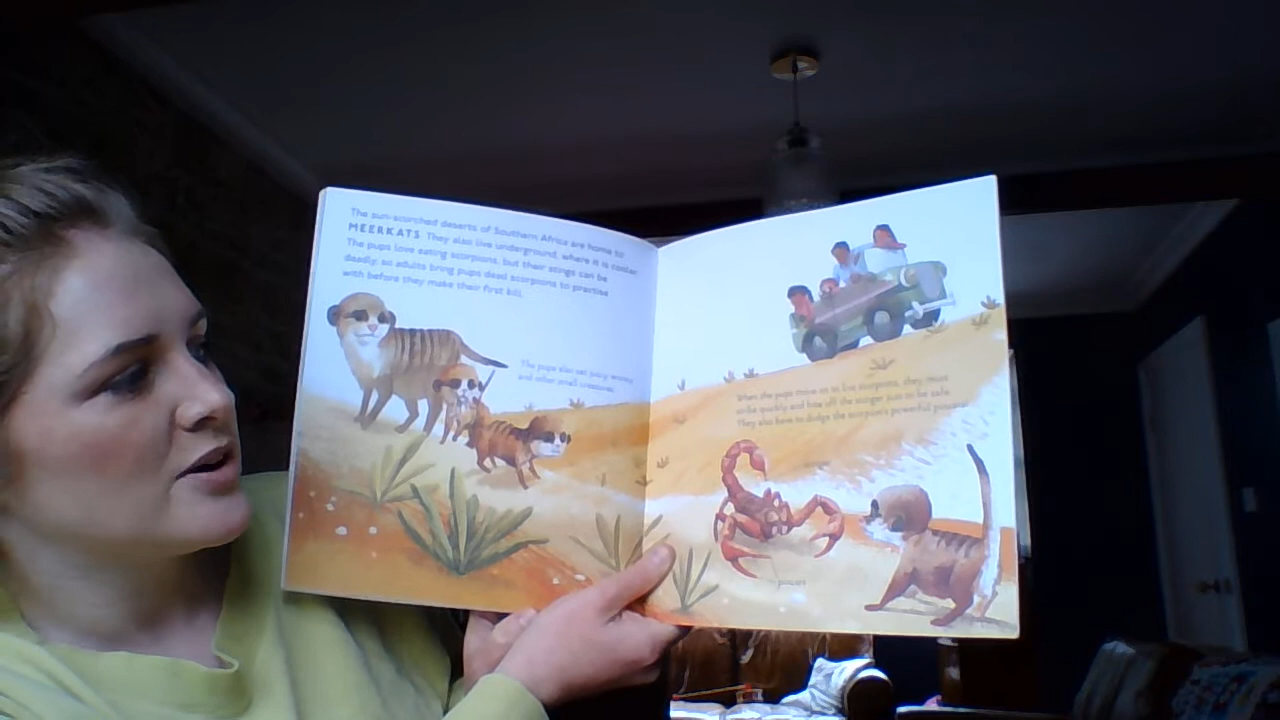 The sun-scorched deserts of Southern Africa are home to
MEERKATS. They also live underground, where it is cooler.
The pups love eating scorpions, but their stings can be
deadly, so adults bring pups dead scorpions to practise
with before they make their first kill.
The pups also eat juicy worms
and other small creatures.
When the pups move on to live scorpions, they must
strike quickly and bite off the stinger just to be safe.
They also have to dodge the scorpion's powerful pincers.